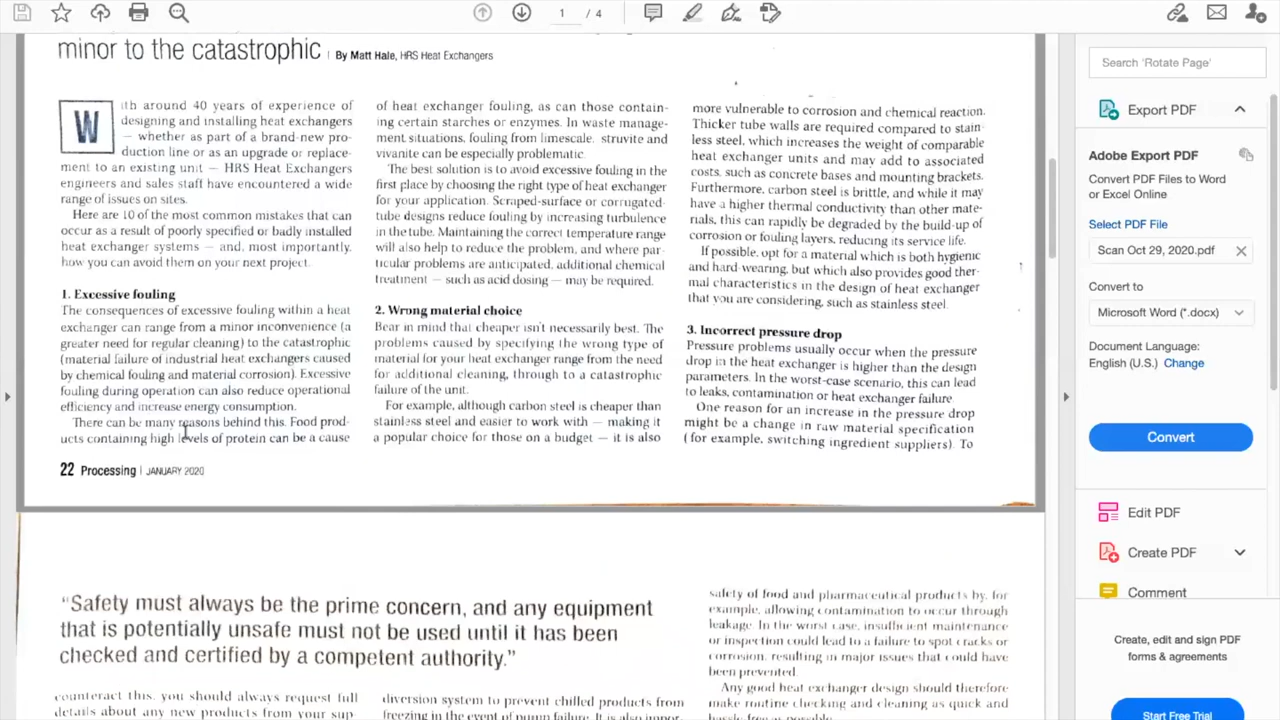 1 / 4
minor to the catastrophic | By Matt Hale, HRS Heat Exchangers
With around 40 years of experience of
designing and installing heat exchangers
— whether as part of a brand-new pro-
duction line or as an upgrade or replace-
ment to an existing unit — HRS Heat Exchangers
engineers and sales staff have encountered a wide
range of issues on sites.
Here are 10 of the most common mistakes that can
occur as a result of poorly specified or badly installed
heat exchanger systems — and, most importantly,
how you can avoid them on your next project.
1. Excessive fouling
The consequences of excessive fouling within a heat
exchanger can range from a minor inconvenience (a
greater need for regular cleaning) to the catastrophic
(material failure of industrial heat exchangers caused
by chemical fouling and material corrosion). Excessive
fouling during operation can also reduce operational
efficiency and increase energy consumption.
There can be many reasons behind this. Food prod-
ucts containing high levels of protein can be a cause
22 Processing | JANUARY 2020
of heat exchanger fouling, as can those contain-
ing certain starches or enzymes. In waste manage-
ment situations, fouling from limescale, struvite and
vivanite can be especially problematic.
The best solution is to avoid excessive fouling in the
first place by choosing the right type of heat exchanger
for your application. Scraped-surface or corrugated-
tube designs reduce fouling by increasing turbulence
in the tube. Maintaining the correct temperature range
will also help to reduce the problem, and where par-
ticular problems are anticipated, additional chemical
treatment — such as acid dosing — may be required.
2. Wrong material choice
Bear in mind that cheaper isn't necessarily best. The
problems caused by specifying the wrong type of
material for your heat exchanger range from the need
for additional cleaning, through to a catastrophic
failure of the unit.
For example, although carbon steel is cheaper than
stainless steel and easier to work with — making it
a popular choice for those on a budget — it is also
more vulnerable to corrosion and chemical reaction.
Thicker tube walls are required compared to stain-
less steel, which increases the weight of comparable
heat exchanger units and may add to associated
costs, such as concrete bases and mounting brackets.
Furthermore, carbon steel is brittle, and while it may
have a higher thermal conductivity than other mate-
rials, this can rapidly be degraded by the build-up of
corrosion or fouling layers, reducing its service life.
If possible, opt for a material which is both hygienic
and hard-wearing, but which also provides good ther-
mal characteristics in the design of heat exchanger
that you are considering, such as stainless steel.
3. Incorrect pressure drop
Pressure problems usually occur when the pressure
drop in the heat exchanger is higher than the design
parameters. In the worst-case scenario, this can lead
to leaks, contamination or heat exchanger failure.
One reason for an increase in the pressure drop
might be a change in raw material specification
(for example, switching ingredient suppliers). To
"Safety must always be the prime concern, and any equipment
that is potentially unsafe must not be used until it has been
checked and certified by a competent authority."
counteract this, you should always request full
details about any new products from your sup-
diversion system to prevent chilled products from
freezing in the event of pump failure. It is also impor-
safety of food and pharmaceutical products by, for
example, allowing contamination to occur through
leakage. In the worst case, insufficient maintenance
or inspection could lead to a failure to spot cracks or
corrosion, resulting in major issues that could have
been prevented.
Any good heat exchanger design should therefore
make routine checking and cleaning as quick and
Search 'Rotate Page'
Export PDF
Adobe Export PDF
Convert PDF Files to Word
or Excel Online
Select PDF File
Scan Oct 29, 2020.pdf
Convert to
Microsoft Word (*.docx)
Document Language:
English (U.S.) Change
Convert
Edit PDF
Create PDF
Comment
Create, edit and sign PDF
forms & agreements
Start Free Trial